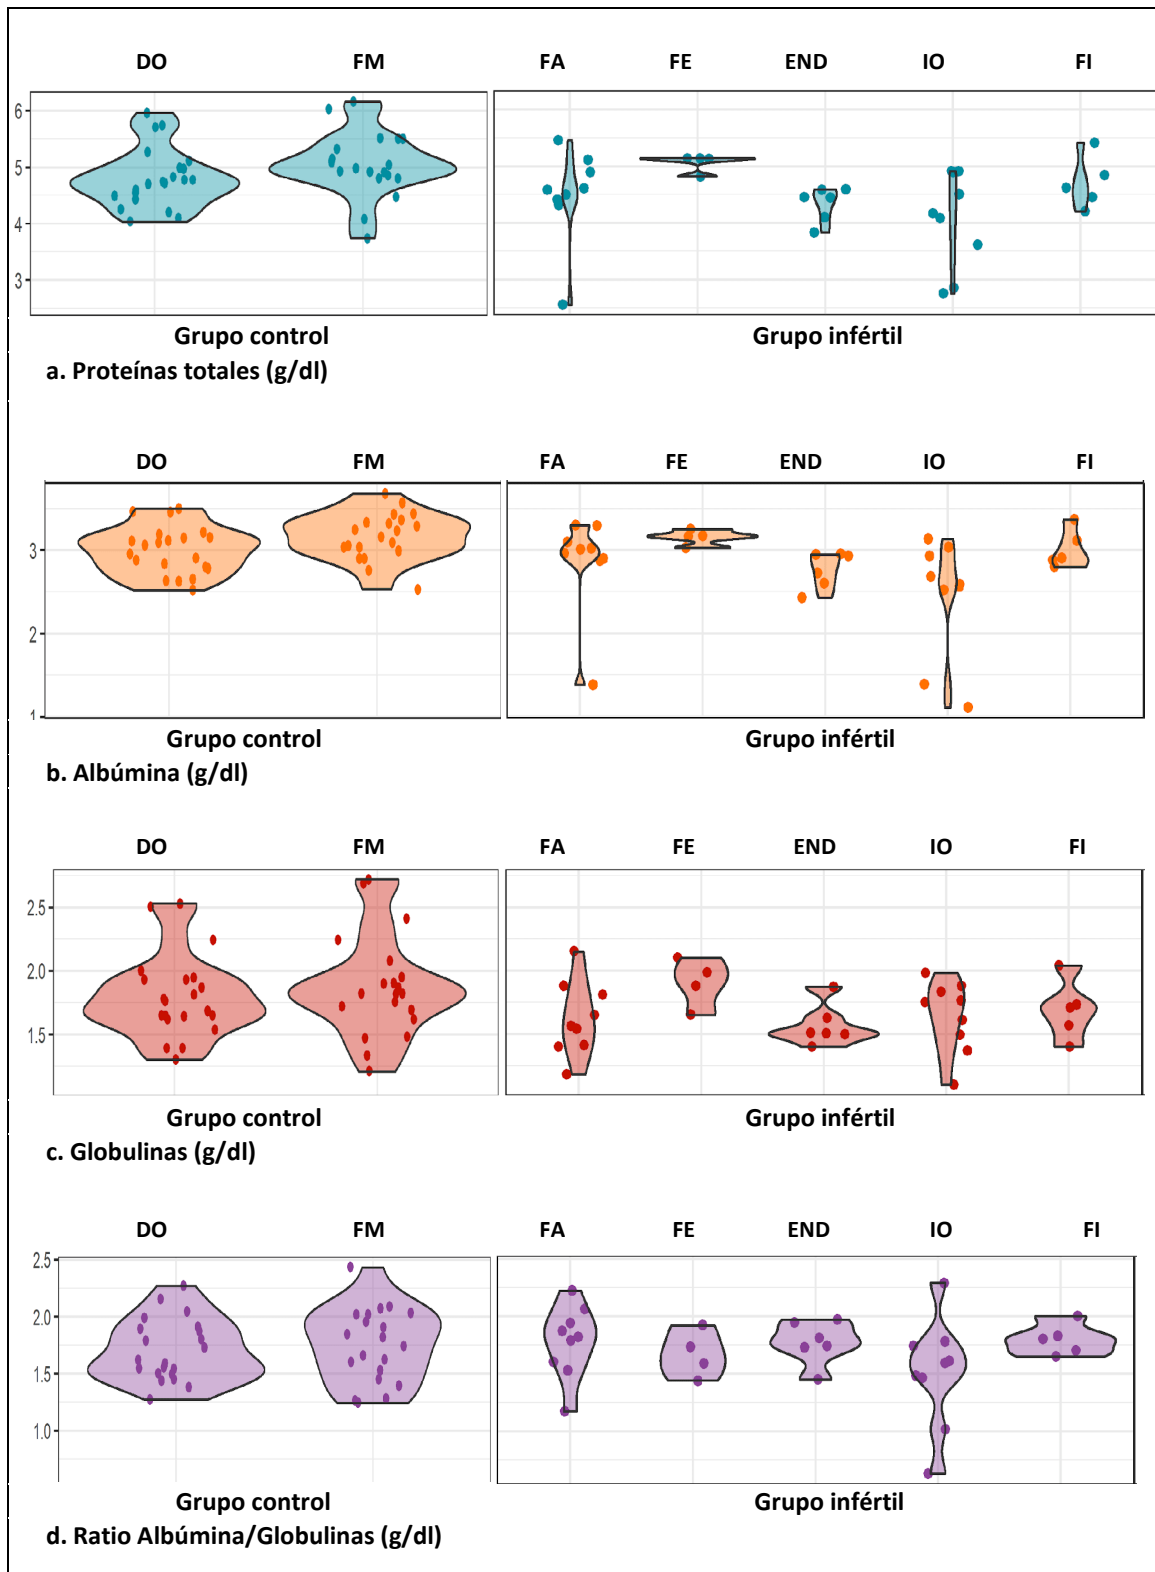 DO FM FA FE END IO FI
6
5
4
3
Grupo control Grupo infértil
a. Proteínas totales (g/dl)
DO FM FA FE END IO FI
3
2
1
Grupo control Grupo infértil
b. Albúmina (g/dl)
DO FM FA FE END IO FI
2.5
2.0
1.5
Grupo control Grupo infértil
c. Globulinas (g/dl)
DO FM FA FE END IO FI
2.5
2.0
1.5
1.0
Grupo control Grupo infértil
d. Ratio Albúmina/Globulinas (g/dl)